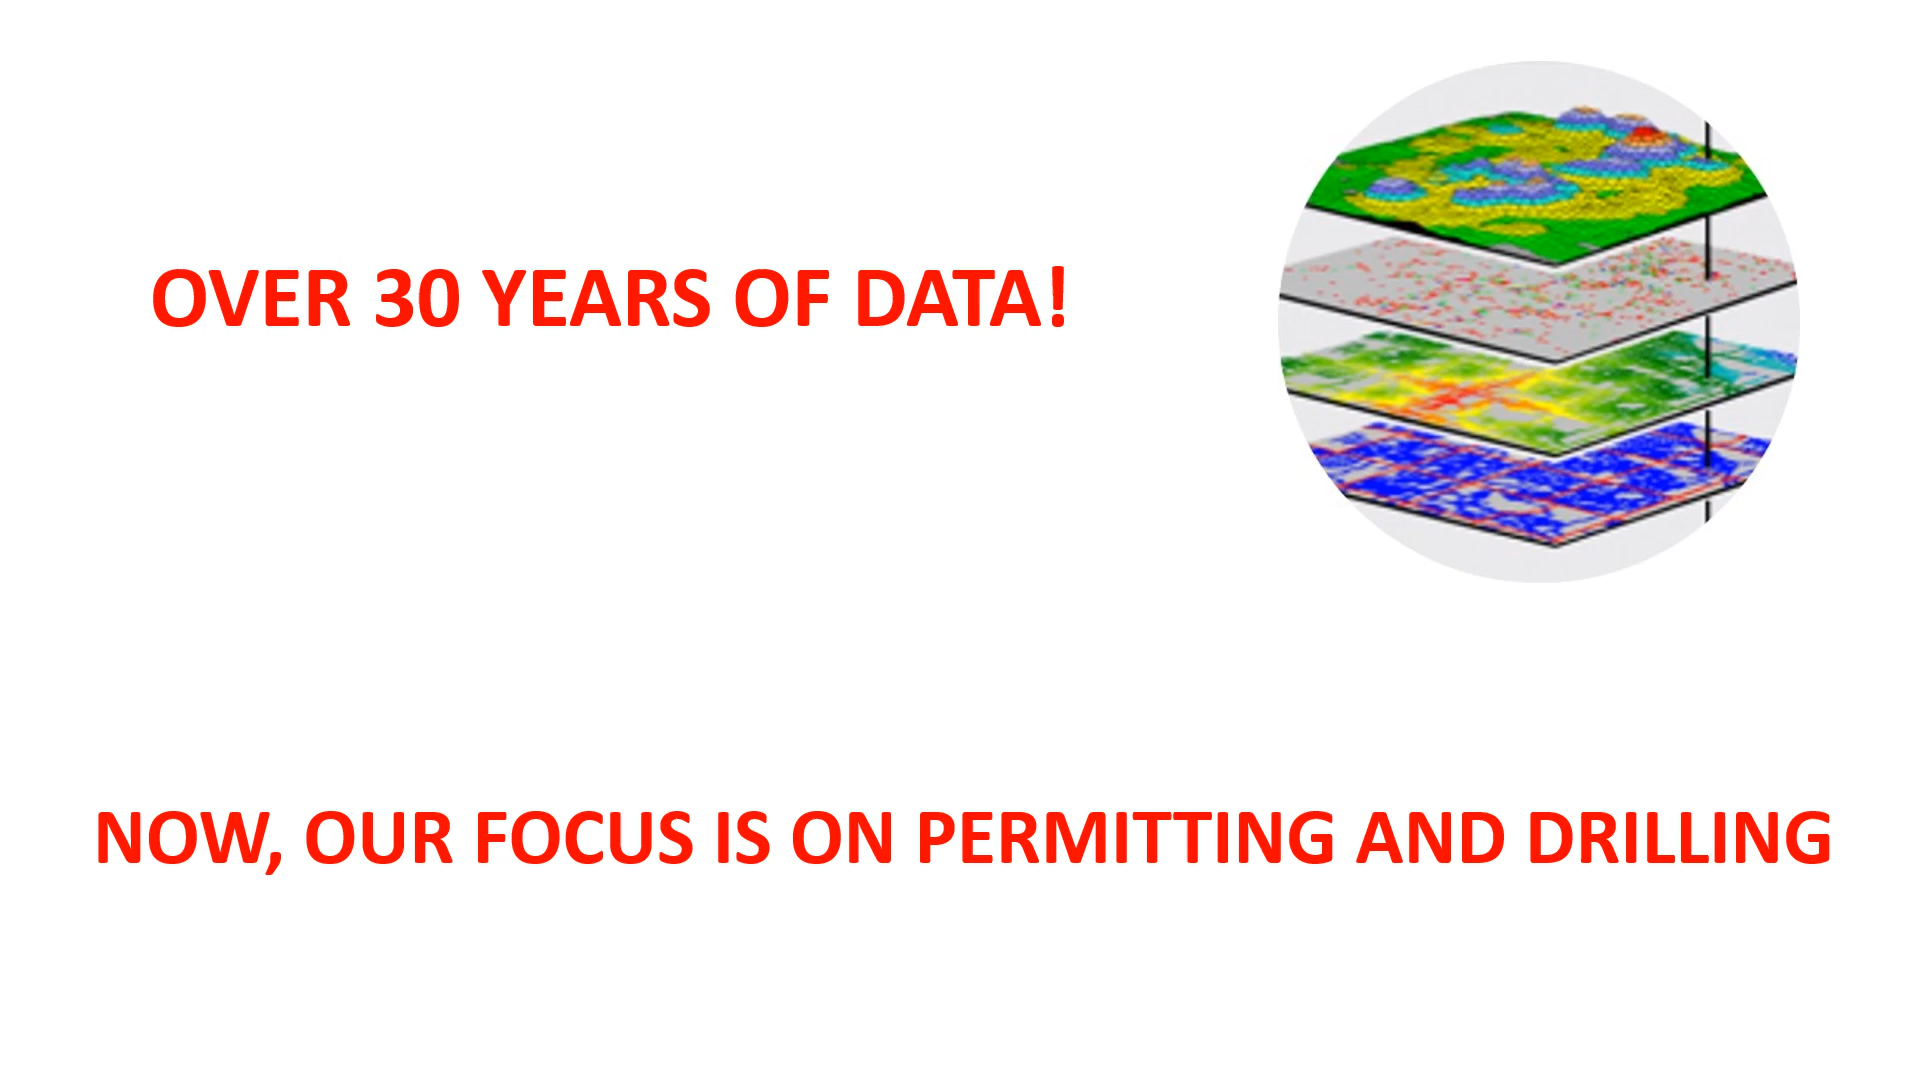 OVER 30 YEARS OF DATA!
NOW, OUR FOCUS IS ON PERMITTING AND DRILLING